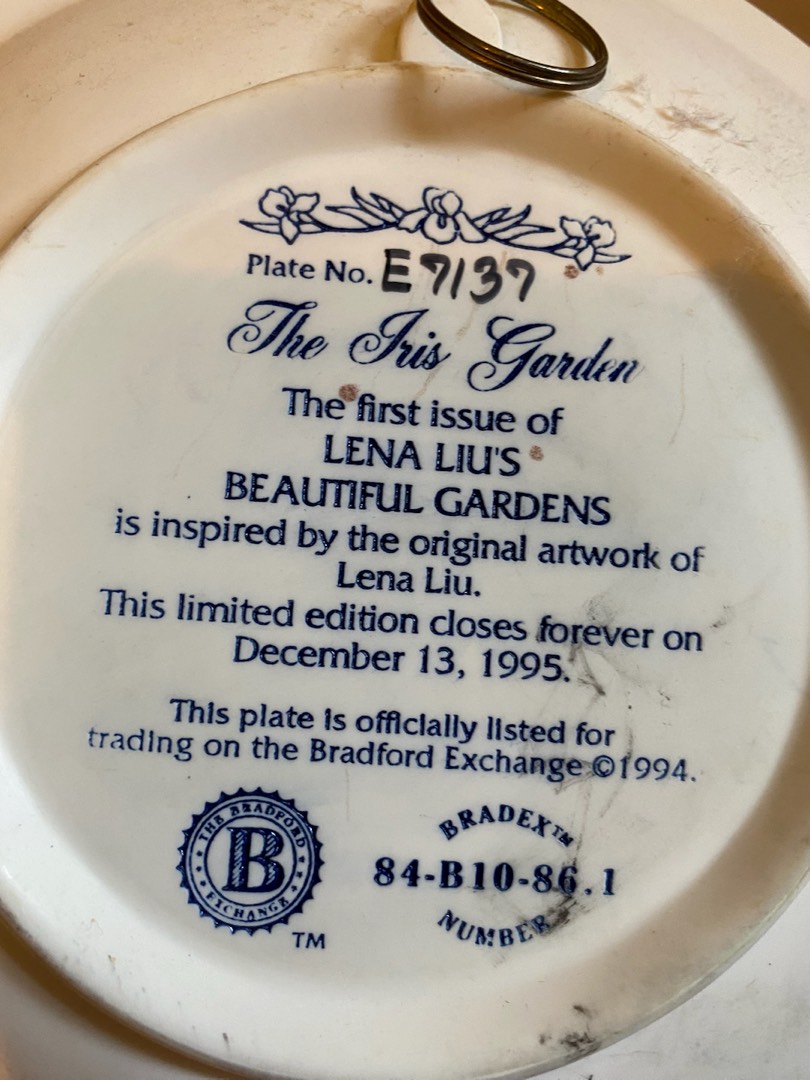 Plate No. E7137
The Iris Garden
The first issue of
LENA LIU'S
BEAUTIFUL GARDENS
is inspired by the original artwork of
Lena Liu.
This limited edition closes forever on
December 13, 1995.
This plate is officially listed for
trading on the Bradford Exchange ©1994.
THE BRADFORD
B
EXCHANGE
TM
BRADEX™
84-B10-86.1
NUMBER